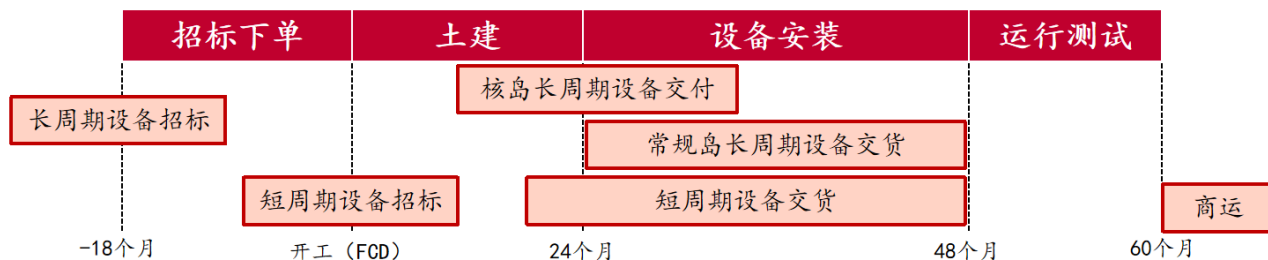 招标下单 土建 设备安装 运行测试
核岛长周期设备交付
长周期设备招标
常规岛长周期设备交货
短周期设备招标 短周期设备交货
商运
-18个月 开工（FCD） 24个月 48个月 60个月